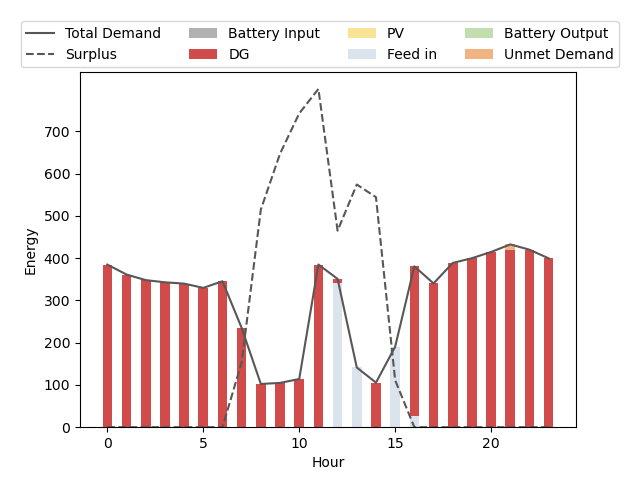 Total Demand
Surplus
Battery Input
DG
PV
Feed in
Battery Output
Unmet Demand
Energy
700
600
500
400
300
200
100
0
0
5
10
15
20
Hour